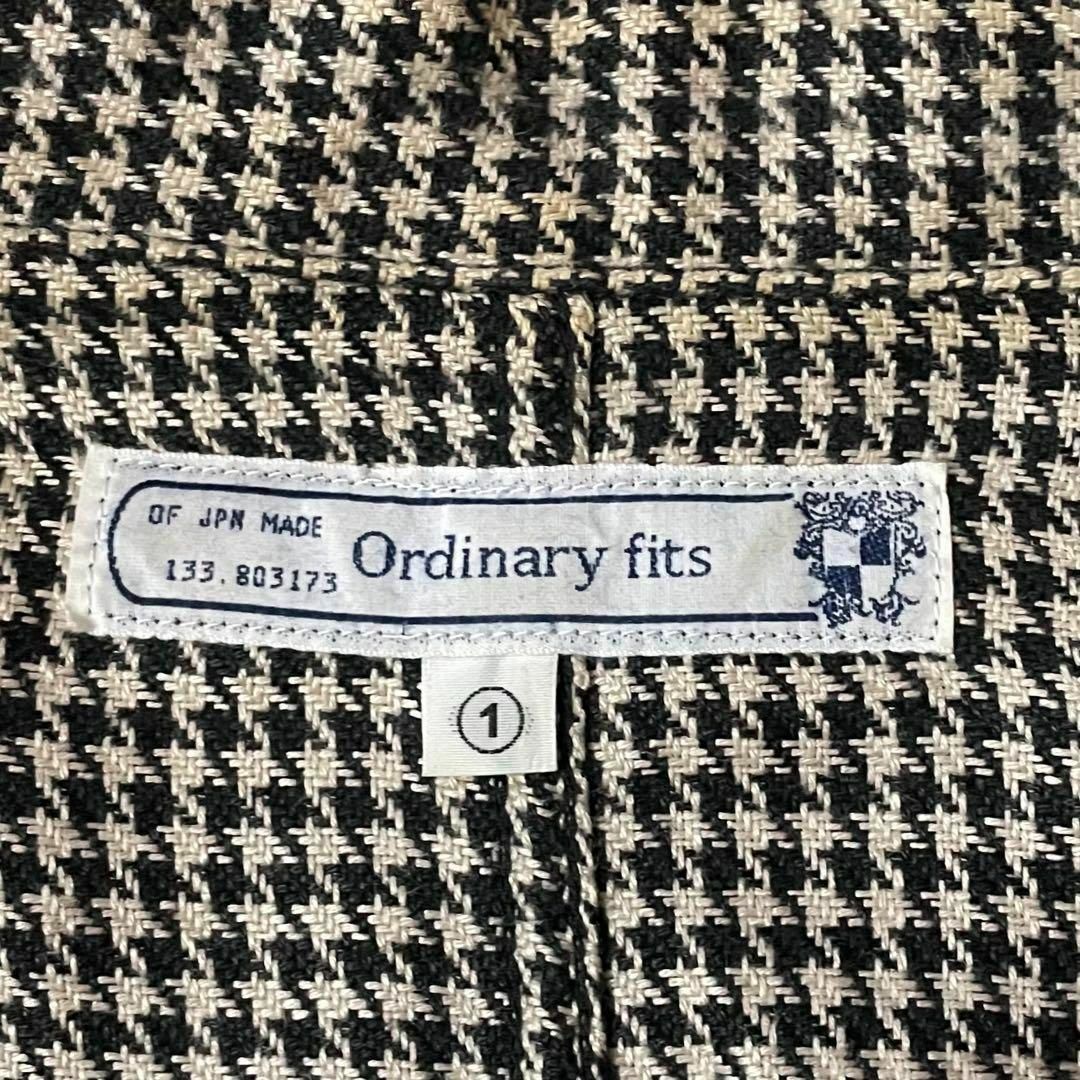 OF JPN MADE
133.803173
Ordinary fits
1